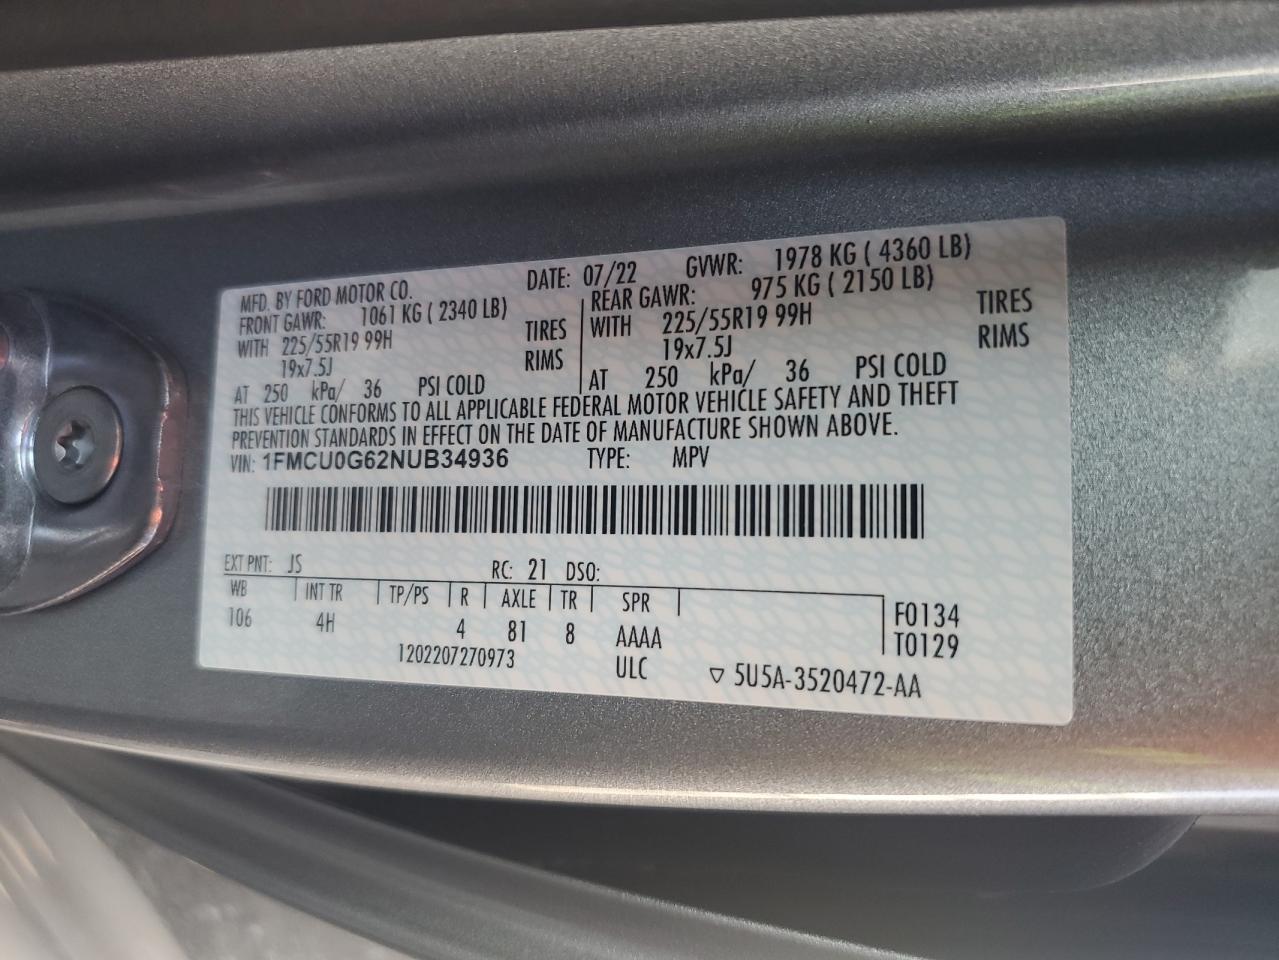 MFD. BY FORD MOTOR CO. DATE: 07/22 GVWR: 1978 KG ( 4360 LB)
FRONT GAWR: 1061 KG ( 2340 LB) REAR GAWR: 975 KG ( 2150 LB)
WITH 225/55R19 99H TIRES WITH 225/55R19 99H TIRES
19x7.5J RIMS 19x7.5J RIMS
AT 250 kPa/ 36 PSI COLD AT 250 kPa/ 36 PSI COLD
THIS VEHICLE CONFORMS TO ALL APPLICABLE FEDERAL MOTOR VEHICLE SAFETY AND THEFT
PREVENTION STANDARDS IN EFFECT ON THE DATE OF MANUFACTURE SHOWN ABOVE.
VIN: 1FMCU0G62NUB34936 TYPE: MPV
EXT PNT: JS RC: 21 DSO:
WB INT TR TP/PS R AXLE TR SPR F0134
106 4H 4 81 8 AAAA T0129
1202207270973 ULC ▽ 5U5A-3520472-AA